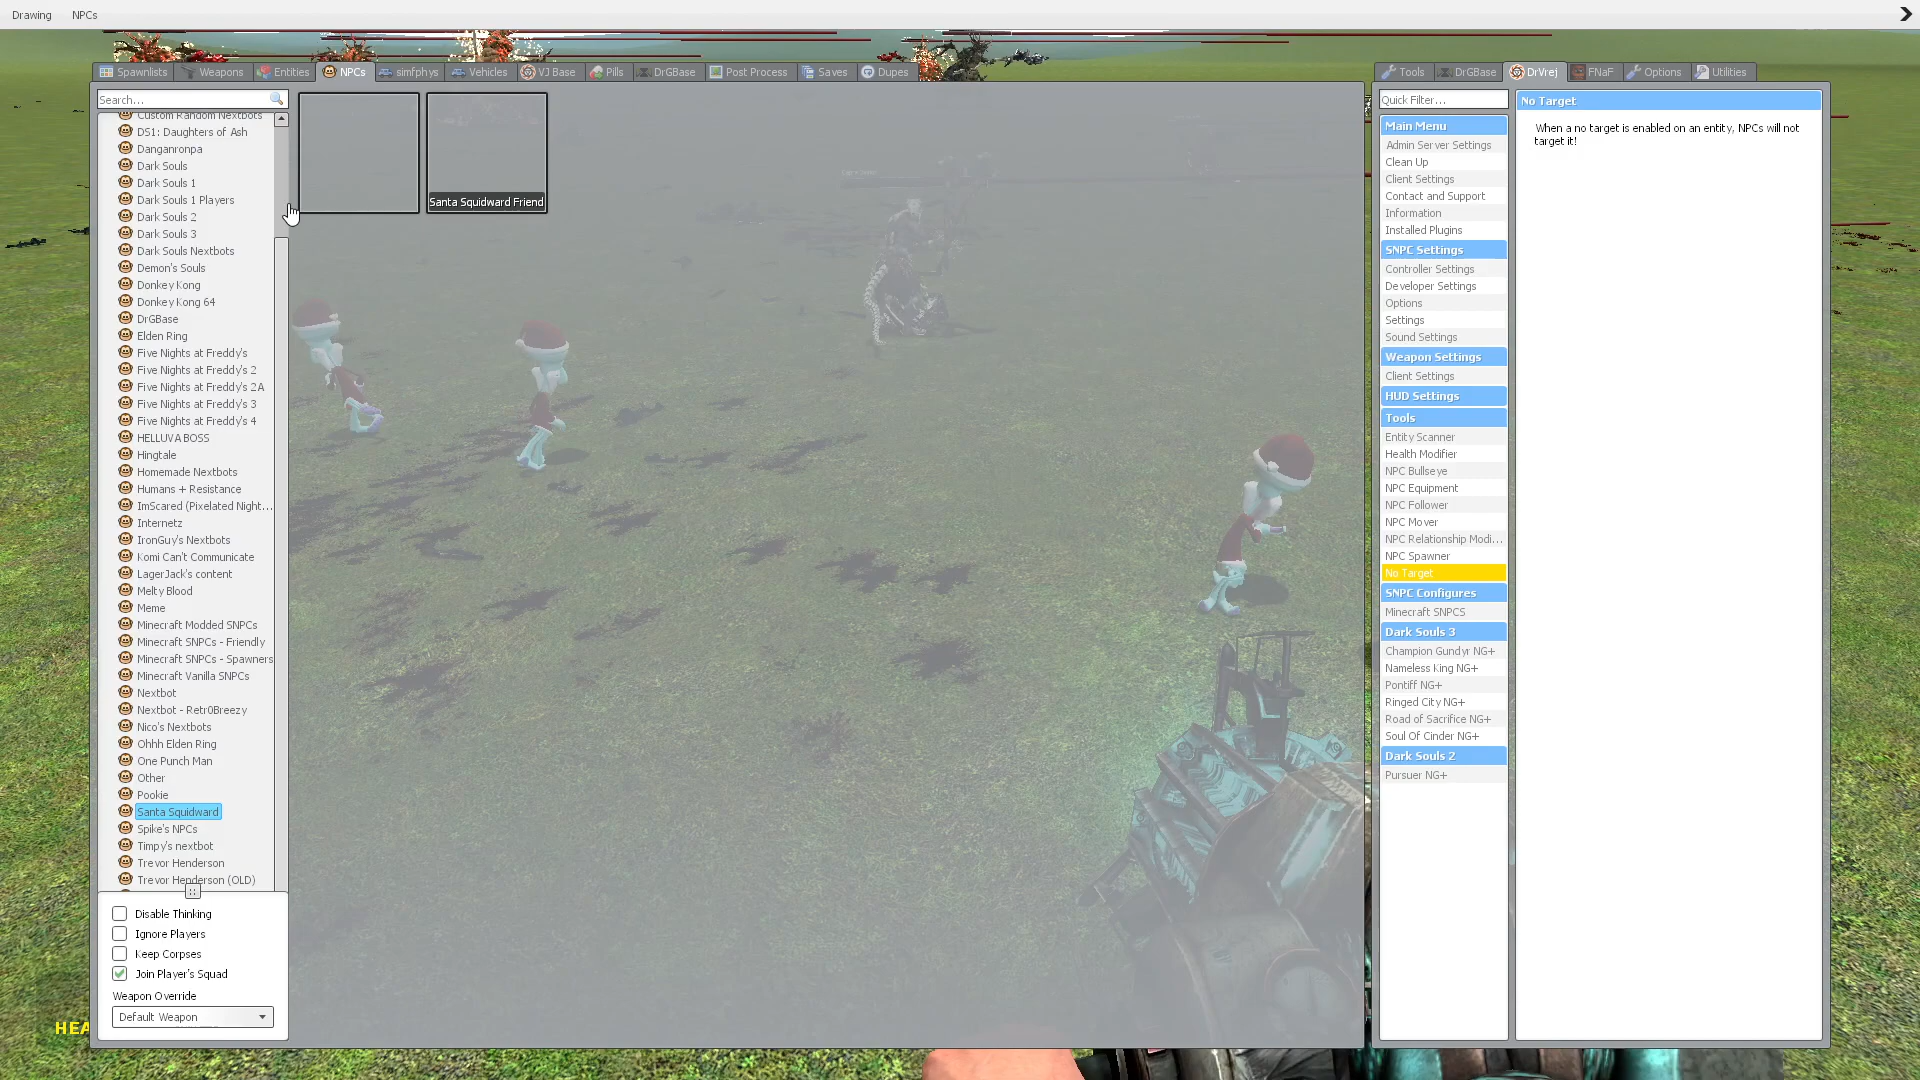 Drawing
NPCs
Spawnlists
Weapons
Entities
NPCs
simfphys
Vehicles
VJ Base
Pills
DrGBase
Post Process
Saves
Dupes
Tools
DrGBase
DrVrej
FNaF
Options
Utilities
Search...
Custom Random Nextbots
DS1: Daughters of Ash
Danganronpa
Dark Souls
Dark Souls 1
Dark Souls 1 Players
Dark Souls 2
Dark Souls 3
Dark Souls Nextbots
Demon's Souls
Donkey Kong
Donkey Kong 64
DrGBase
Elden Ring
Five Nights at Freddy's
Five Nights at Freddy's 2
Five Nights at Freddy's 2A
Five Nights at Freddy's 3
Five Nights at Freddy's 4
HELLUVA BOSS
Hingtale
Homemade Nextbots
Humans + Resistance
ImScared (Pixelated Night...
Internetz
IronGuy's Nextbots
Komi Can't Communicate
LagerJack's content
Melty Blood
Meme
Minecraft Modded SNPCs
Minecraft SNPCs - Friendly
Minecraft SNPCs - Spawners
Minecraft Vanilla SNPCs
Nextbot
Nextbot - Retr0Breezy
Nico's Nextbots
Ohhh Elden Ring
One Punch Man
Other
Pookie
Santa Squidward
Spike's NPCs
Timpy's nextbot
Trevor Henderson
Trevor Henderson (OLD)
Disable Thinking
Ignore Players
Keep Corpses
Join Player's Squad
Weapon Override
Default Weapon
HEA
Santa Squidward Friend
Quick Filter...
Main Menu
Admin Server Settings
Clean Up
Client Settings
Contact and Support
Information
Installed Plugins
SNPC Settings
Controller Settings
Developer Settings
Options
Settings
Sound Settings
Weapon Settings
Client Settings
HUD Settings
Tools
Entity Scanner
Health Modifier
NPC Bullseye
NPC Equipment
NPC Follower
NPC Mover
NPC Relationship Modi...
NPC Spawner
No Target
SNPC Configures
Minecraft SNPCS
Dark Souls 3
Champion Gundyr NG+
Nameless King NG+
Pontiff NG+
Ringed City NG+
Road of Sacrifice NG+
Soul Of Cinder NG+
Dark Souls 2
Pursuer NG+
No Target
When a no target is enabled on an entity, NPCs will not
target it!